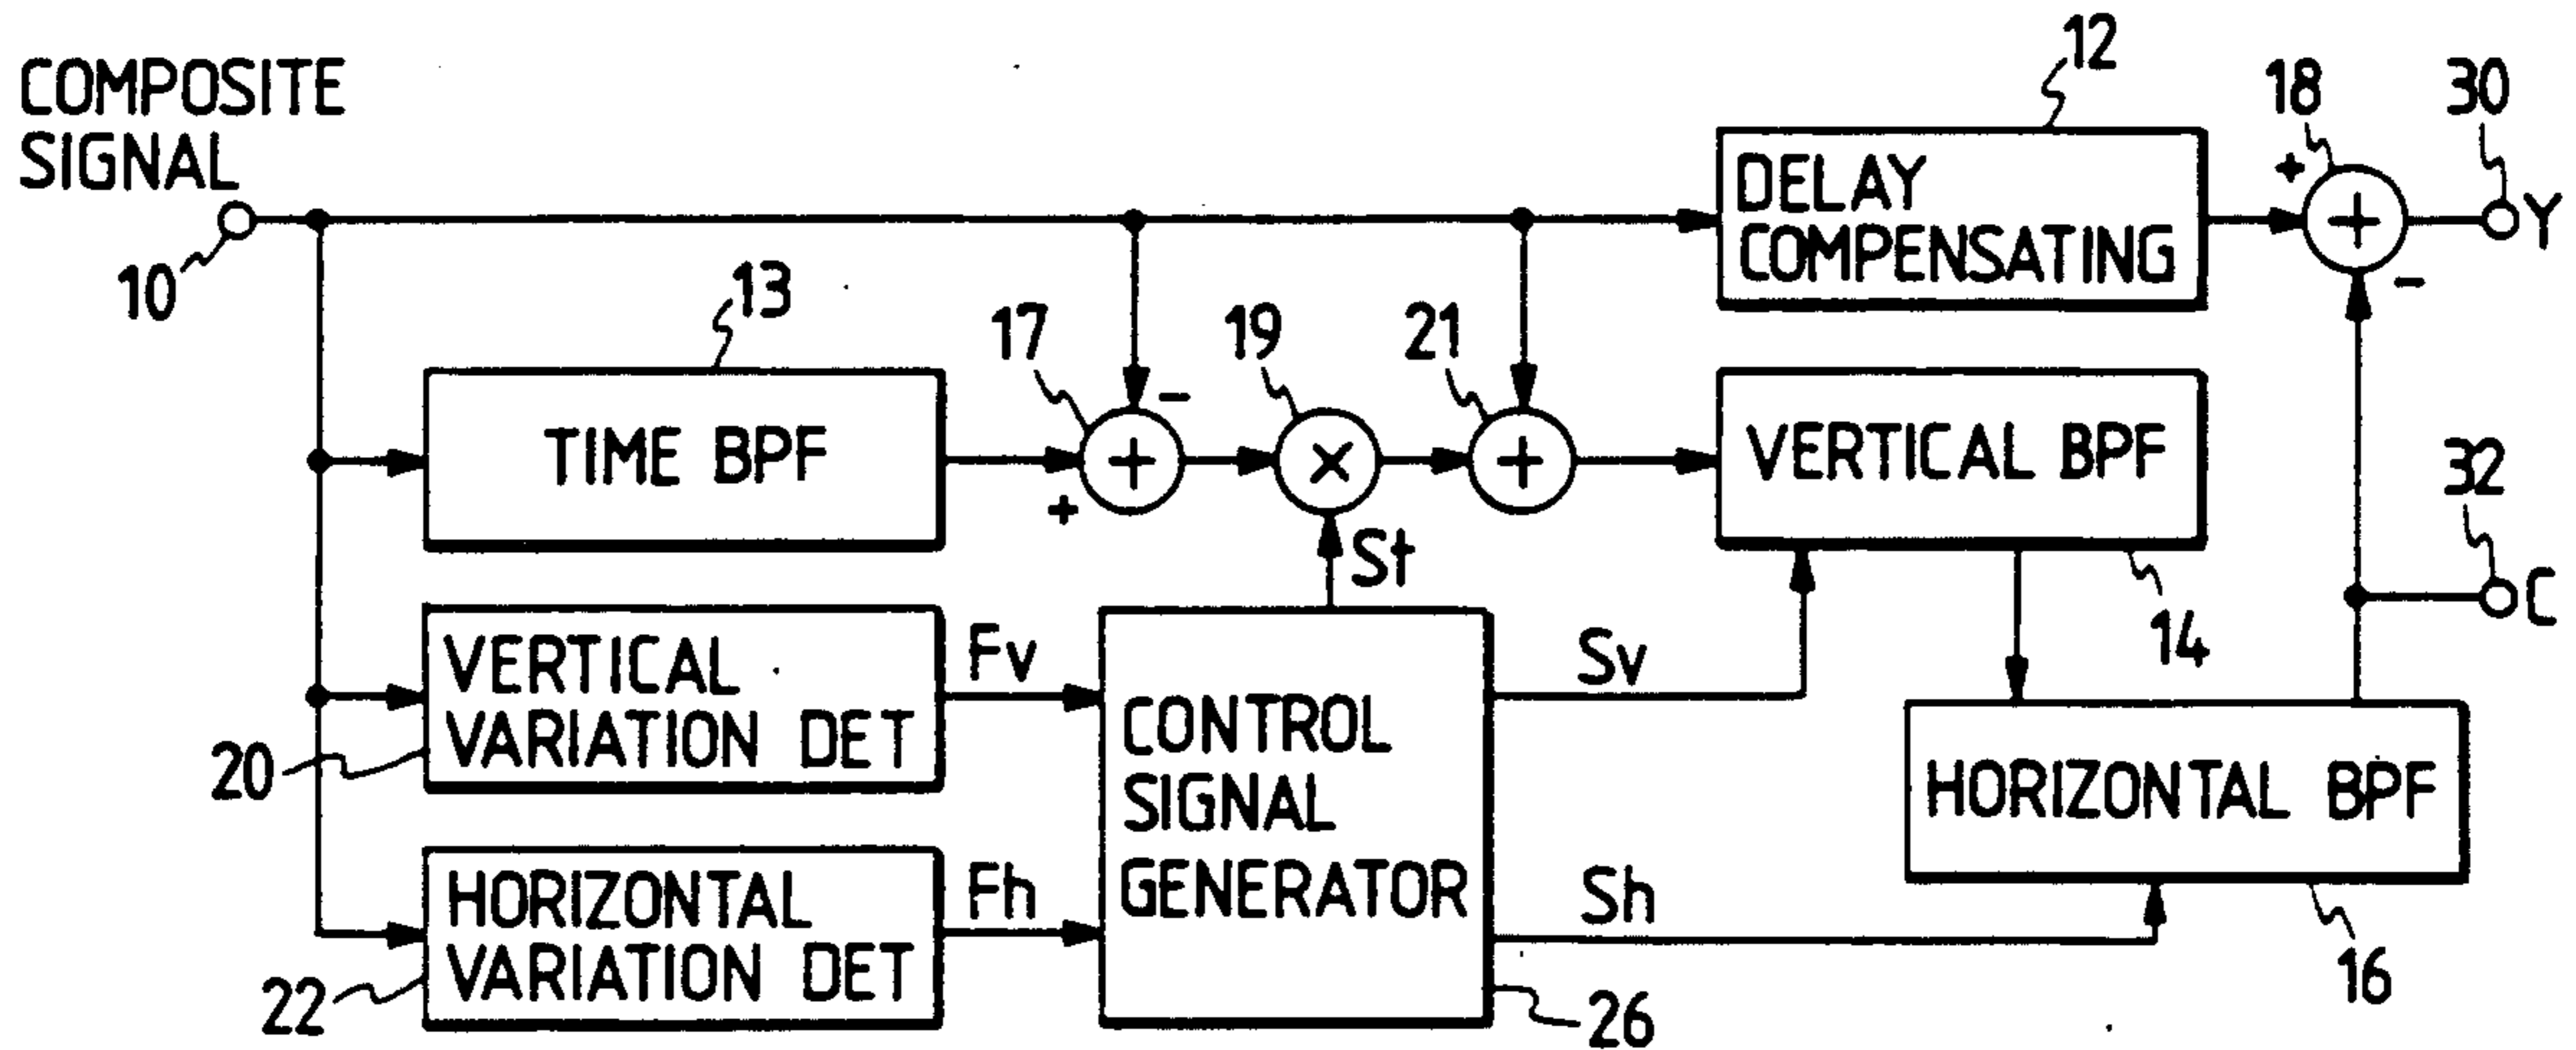 COMPOSITE
SIGNAL
10
12
DELAY
COMPENSATING
18
+
+
-
30
Y
13
TIME BPF
17
-
+
+
19
×
21
+
VERTICAL BPF
14
32
C
St
VERTICAL
VARIATION DET
20
Fv
CONTROL
SIGNAL
GENERATOR
26
Sv
HORIZONTAL BPF
16
HORIZONTAL
VARIATION DET
22
Fh
Sh